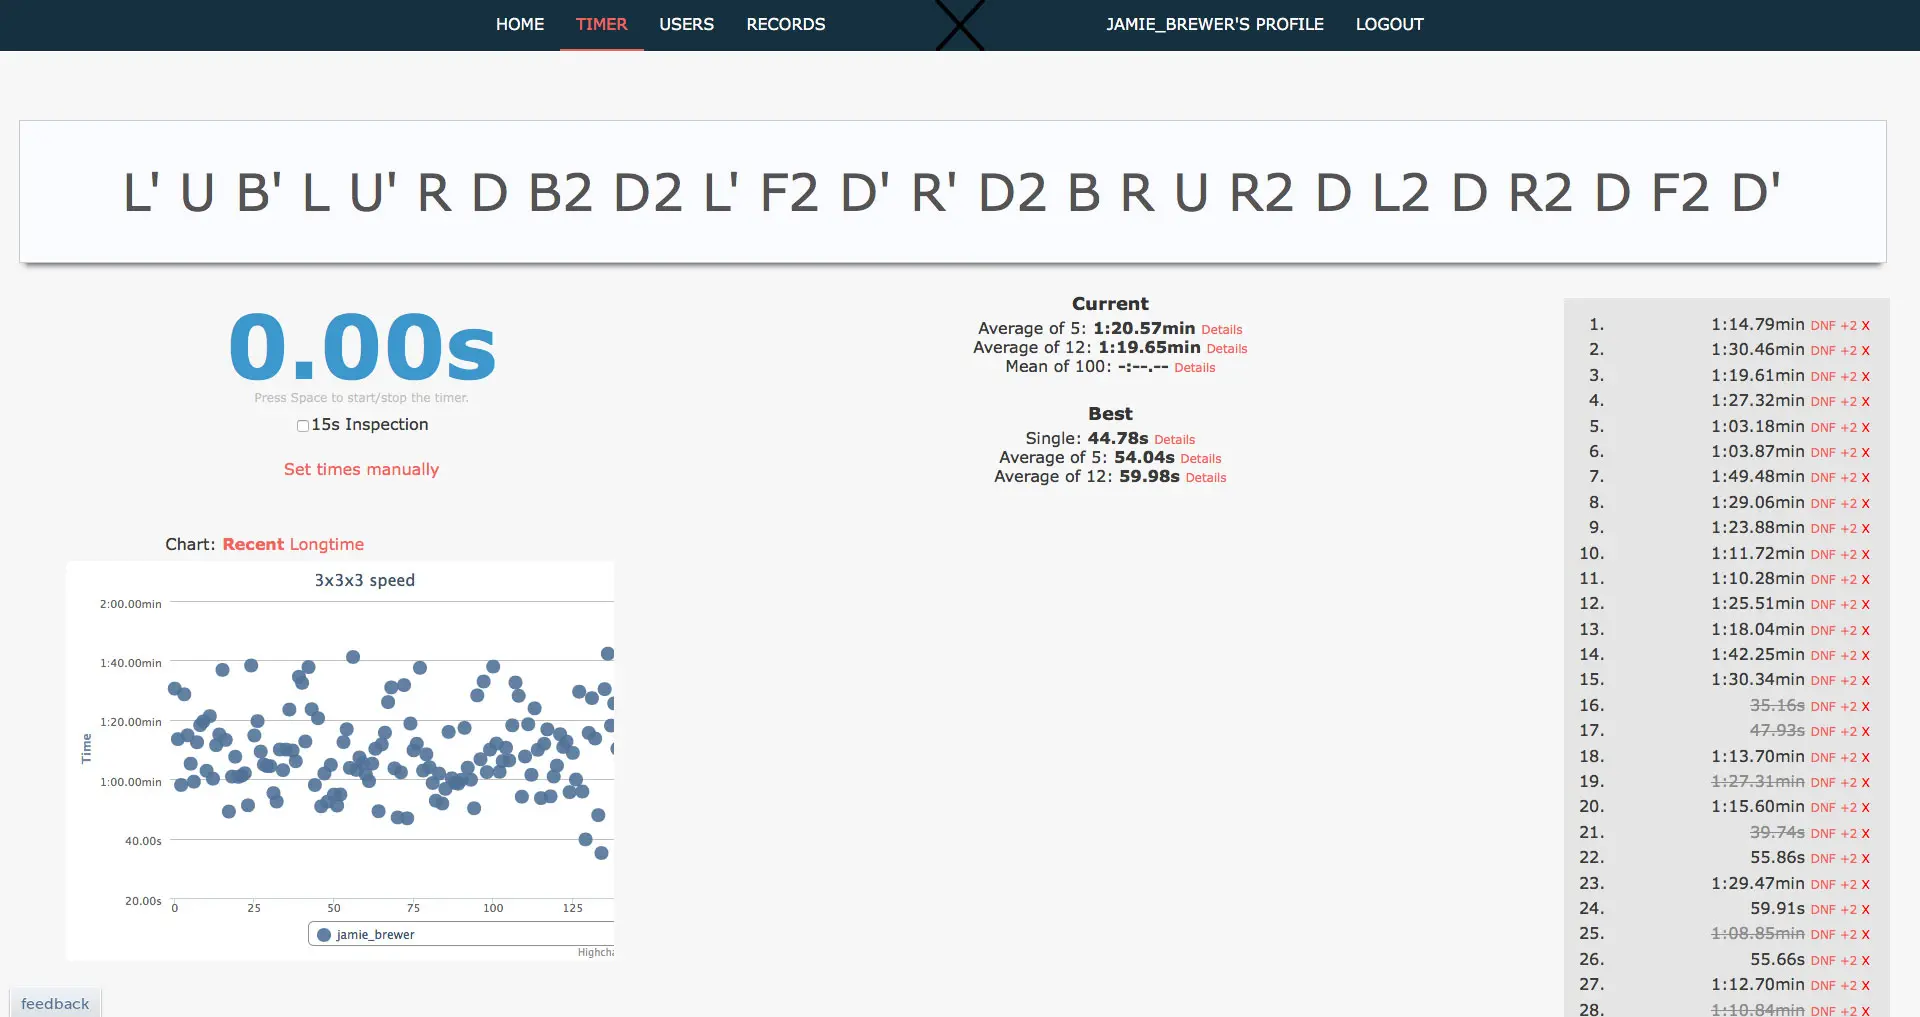 HOME TIMER USERS RECORDS JAMIE_BREWER'S PROFILE LOGOUT
L' U B' L U' R D B2 D2 L' F2 D' R' D2 B R U R2 D L2 D R2 D F2 D'
0.00s
Press Space to start/stop the timer.
15s Inspection
Set times manually
Chart: Recent Longtime
3x3x3 speed
Time
2:00.00min
1:40.00min
1:20.00min
1:00.00min
40.00s
20.00s
0 25 50 75 100 125
jamie_brewer
Highcha
feedback
Current
Average of 5: 1:20.57min Details
Average of 12: 1:19.65min Details
Mean of 100: -:--.-- Details
Best
Single: 44.78s Details
Average of 5: 54.04s Details
Average of 12: 59.98s Details
1. 1:14.79min DNF +2 X
2. 1:30.46min DNF +2 X
3. 1:19.61min DNF +2 X
4. 1:27.32min DNF +2 X
5. 1:03.18min DNF +2 X
6. 1:03.87min DNF +2 X
7. 1:49.48min DNF +2 X
8. 1:29.06min DNF +2 X
9. 1:23.88min DNF +2 X
10. 1:11.72min DNF +2 X
11. 1:10.28min DNF +2 X
12. 1:25.51min DNF +2 X
13. 1:18.04min DNF +2 X
14. 1:42.25min DNF +2 X
15. 1:30.34min DNF +2 X
16. 35.16s DNF +2 X
17. 47.93s DNF +2 X
18. 1:13.70min DNF +2 X
19. 1:27.31min DNF +2 X
20. 1:15.60min DNF +2 X
21. 39.74s DNF +2 X
22. 55.86s DNF +2 X
23. 1:29.47min DNF +2 X
24. 59.91s DNF +2 X
25. 1:08.85min DNF +2 X
26. 55.66s DNF +2 X
27. 1:12.70min DNF +2 X
28. 1:10.84min DNF +2 X